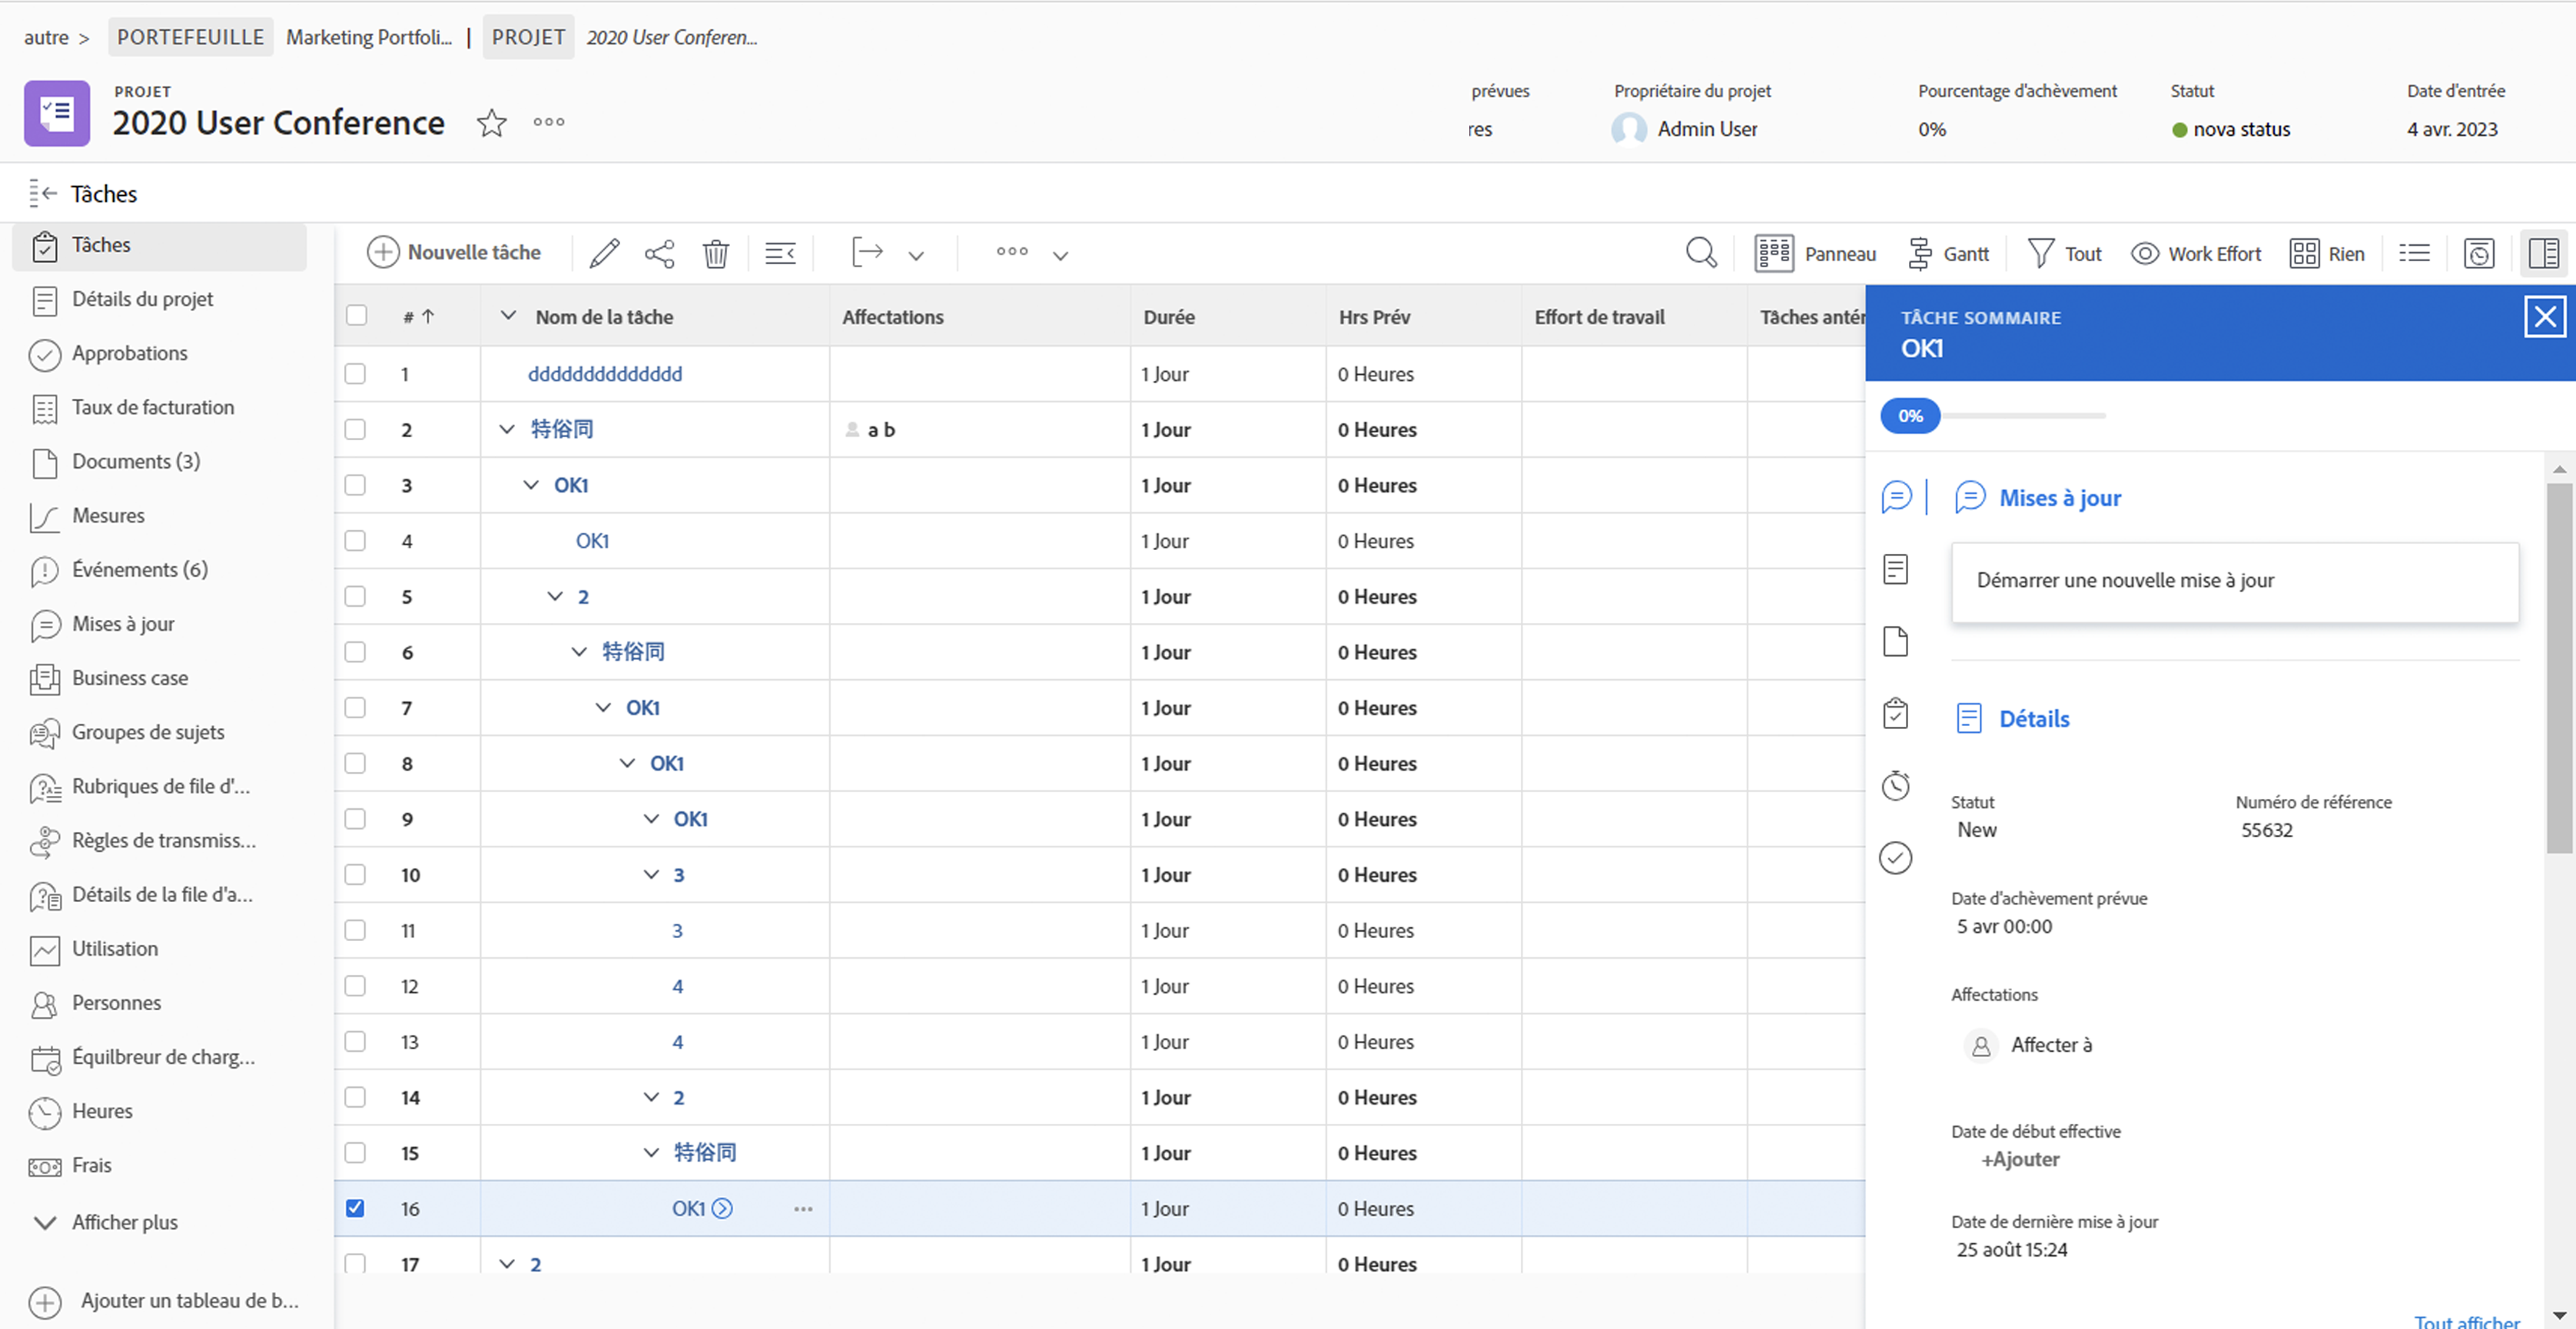 autre > PORTEFEUILLE Marketing Portfoli... | PROJET 2020 User Conferen...
PROJET
2020 User Conference
prévues
res
Propriétaire du projet
Admin User
Pourcentage d'achèvement
0%
Statut
nova status
Date d'entrée
4 avr. 2023
Tâches
Tâches
Détails du projet
Approbations
Taux de facturation
Documents (3)
Mesures
Événements (6)
Mises à jour
Business case
Groupes de sujets
Rubriques de file d'...
Règles de transmiss...
Détails de la file d'a...
Utilisation
Personnes
Équilbreur de charg...
Heures
Frais
Afficher plus
Ajouter un tableau de b...
Nouvelle tâche Panneau Gantt Tout Work Effort Rien
# Nom de la tâche Affectations Durée Hrs Prév Effort de travail Tâches antér
1 dddddddddddddd 1 Jour 0 Heures
2 特俗同 a b 1 Jour 0 Heures
3 OK1 1 Jour 0 Heures
4 OK1 1 Jour 0 Heures
5 2 1 Jour 0 Heures
6 特俗同 1 Jour 0 Heures
7 OK1 1 Jour 0 Heures
8 OK1 1 Jour 0 Heures
9 OK1 1 Jour 0 Heures
10 3 1 Jour 0 Heures
11 3 1 Jour 0 Heures
12 4 1 Jour 0 Heures
13 4 1 Jour 0 Heures
14 2 1 Jour 0 Heures
15 特俗同 1 Jour 0 Heures
16 OK1 1 Jour 0 Heures
17 2 1 Jour 0 Heures
TÂCHE SOMMAIRE
OK1
0%
Mises à jour
Démarrer une nouvelle mise à jour
Détails
Statut
New
Numéro de référence
55632
Date d'achèvement prévue
5 avr 00:00
Affectations
Affecter à
Date de début effective
+Ajouter
Date de dernière mise à jour
25 août 15:24
Tout afficher